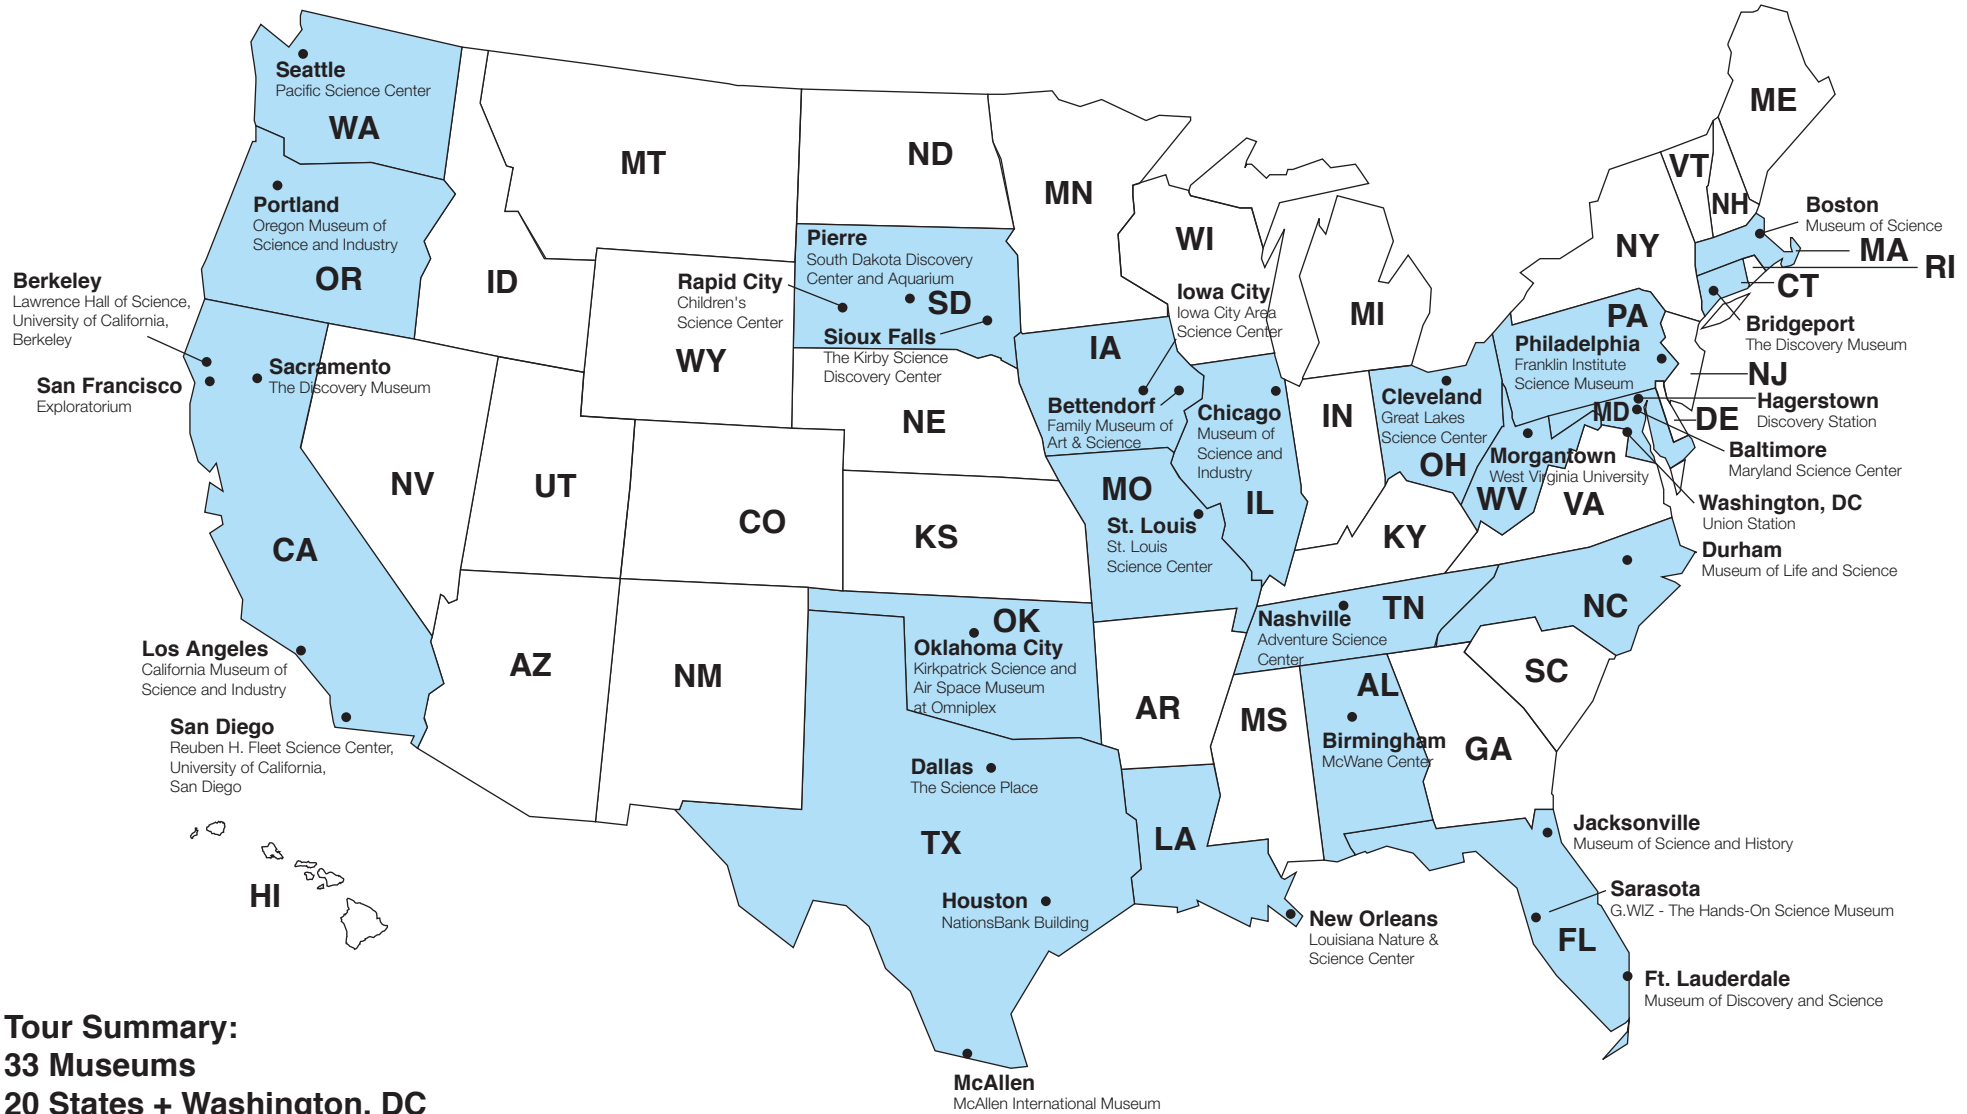 Seattle
Pacific Science Center
WA
Portland
Oregon Museum of
Science and Industry
OR
Berkeley
Lawrence Hall of Science,
University of California,
Berkeley
San Francisco
Exploratorium
Sacramento
The Discovery Museum
CA
Los Angeles
California Museum of
Science and Industry
San Diego
Reuben H. Fleet Science Center,
University of California,
San Diego
HI
ID
NV
MT
WY
UT
AZ
CO
NM
ND
Pierre
South Dakota Discovery
Center and Aquarium
SD
Rapid City
Children's
Science Center
Sioux Falls
The Kirby Science
Discovery Center
NE
KS
OK
Oklahoma City
Kirkpatrick Science and
Air Space Museum
at Omniplex
Dallas
The Science Place
TX
Houston
NationsBank Building
McAllen
McAllen International Museum
MN
WI
Iowa City
Iowa City Area
Science Center
IA
Bettendorf
Family Museum of
Art & Science
MO
St. Louis
St. Louis
Science Center
AR
LA
New Orleans
Louisiana Nature &
Science Center
Chicago
Museum of
Science and
Industry
IL
MI
IN
Cleveland
Great Lakes
Science Center
OH
KY
Nashville
Adventure Science
Center
TN
MS
AL
Birmingham
McWane Center
GA
SC
NC
Durham
Museum of Life and Science
VA
WV
Morgantown
West Virginia University
MD
PA
Philadelphia
Franklin Institute
Science Museum
NY
VT
NH
ME
Boston
Museum of Science
MA
RI
CT
Bridgeport
The Discovery Museum
NJ
Hagerstown
Discovery Station
DE
Baltimore
Maryland Science Center
Washington, DC
Union Station
Jacksonville
Museum of Science and History
Sarasota
G.WIZ - The Hands-On Science Museum
FL
Ft. Lauderdale
Museum of Discovery and Science
Tour Summary:
33 Museums
20 States + Washington, DC